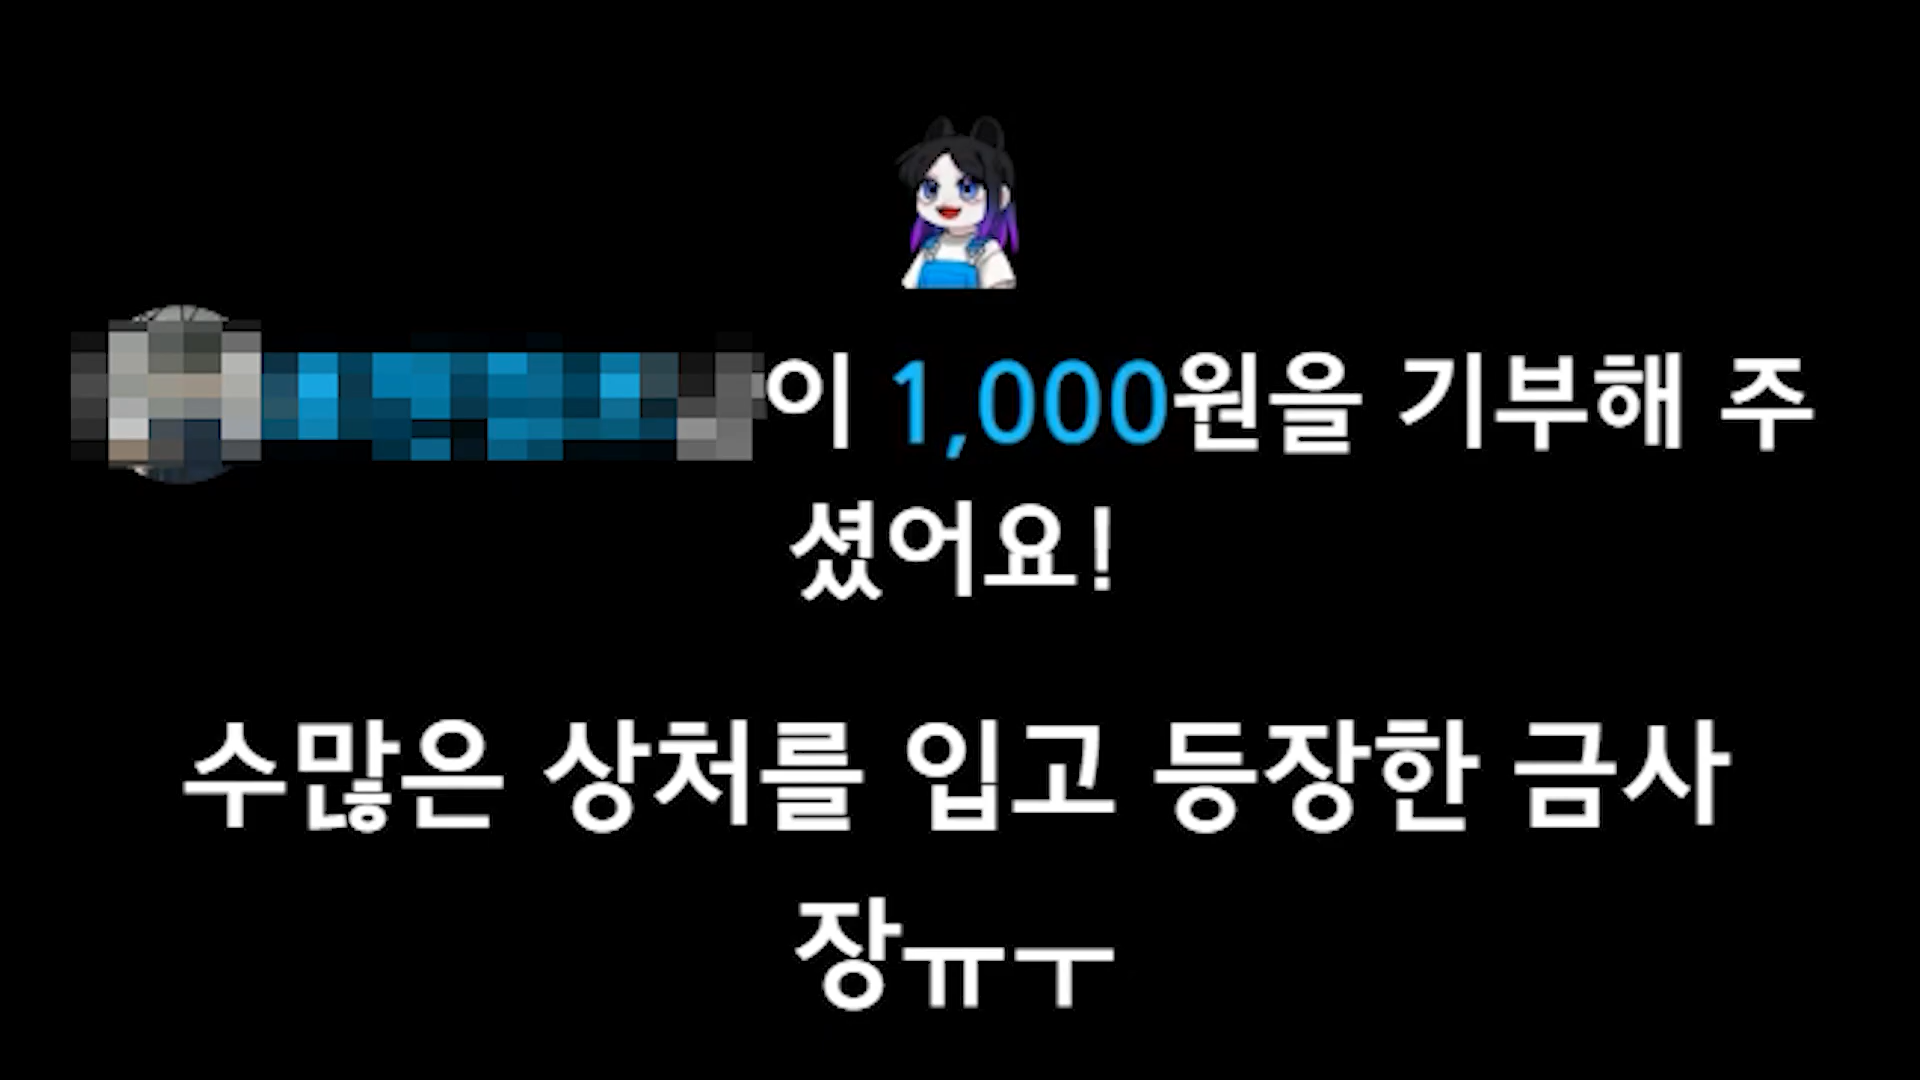 이 1,000원을 기부해 주
셨어요!
수많은 상처를 입고 등장한 금사
장ㅠㅜ